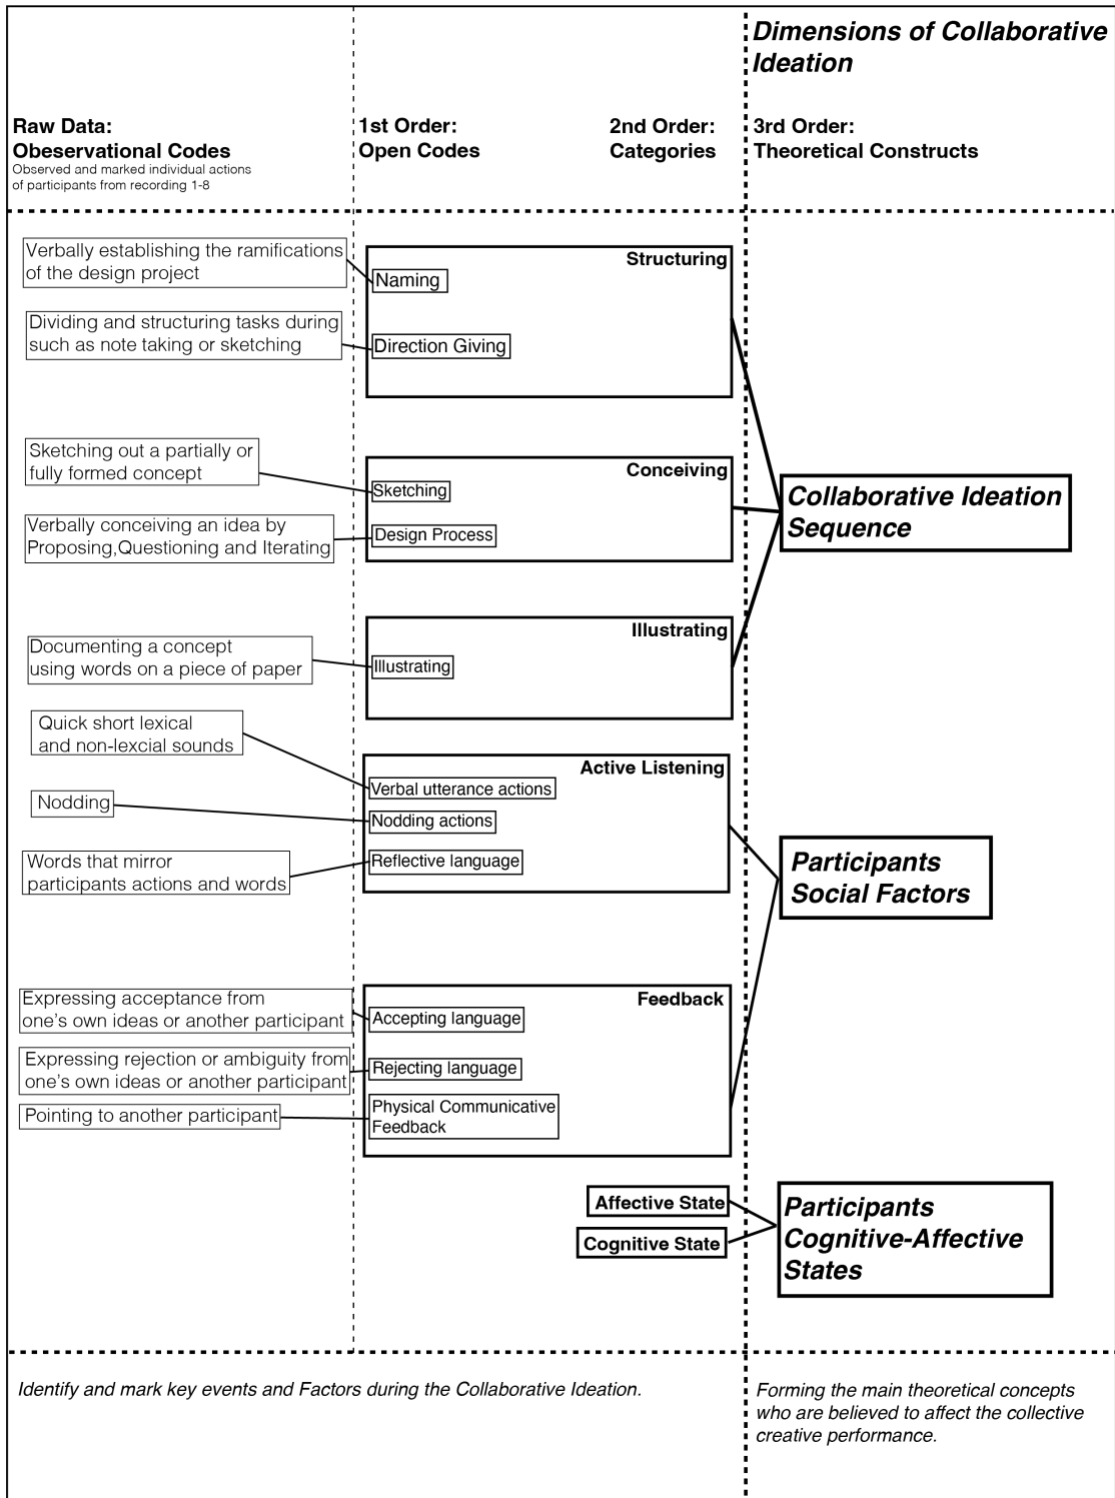 Dimensions of Collaborative
Ideation
Raw Data:
Obeservational Codes
Observed and marked individual actions
of participants from recording 1-8
1st Order:
Open Codes
2nd Order:
Categories
3rd Order:
Theoretical Constructs
Verbally establishing the ramifications
of the design project
Dividing and structuring tasks during
such as note taking or sketching
Structuring
Naming
Direction Giving
Sketching out a partially or
fully formed concept
Verbally conceiving an idea by
Proposing,Questioning and Iterating
Conceiving
Sketching
Design Process
Collaborative Ideation
Sequence
Documenting a concept
using words on a piece of paper
Illustrating
Illustrating
Quick short lexical
and non-lexcial sounds
Nodding
Words that mirror
participants actions and words
Active Listening
Verbal utterance actions
Nodding actions
Reflective language
Participants
Social Factors
Expressing acceptance from
one's own ideas or another participant
Expressing rejection or ambiguity from
one's own ideas or another participant
Pointing to another participant
Feedback
Accepting language
Rejecting language
Physical Communicative
Feedback
Affective State
Cognitive State
Participants
Cognitive-Affective
States
Identify and mark key events and Factors during the Collaborative Ideation.
Forming the main theoretical concepts
who are believed to affect the collective
creative performance.